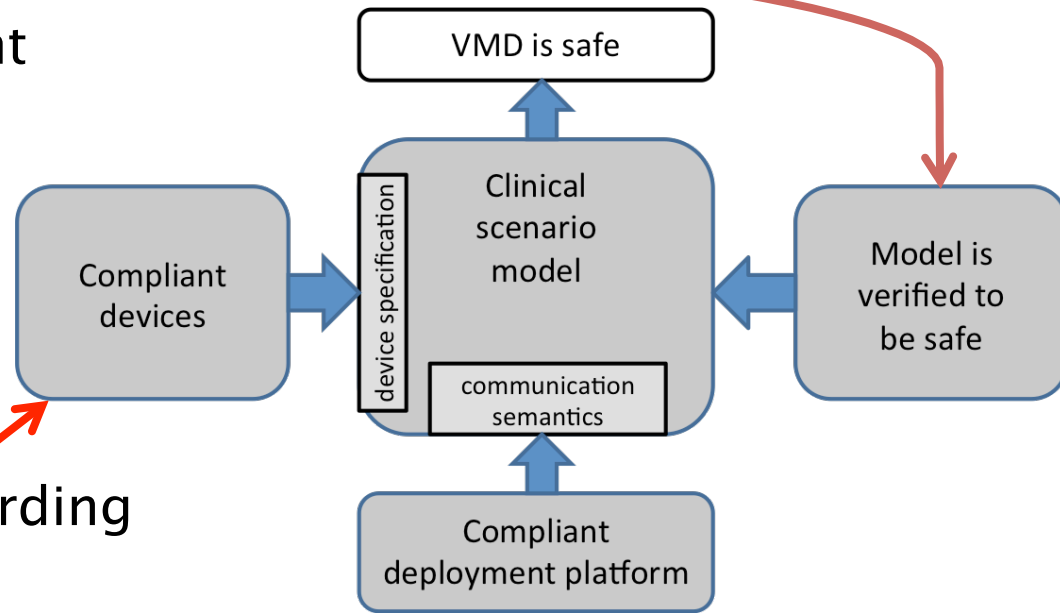 nt
VMD is safe
Clinical
scenario
model
device specification
Compliant
devices
Model is
verified to
be safe
communication
semantics
rding
Compliant
deployment platform